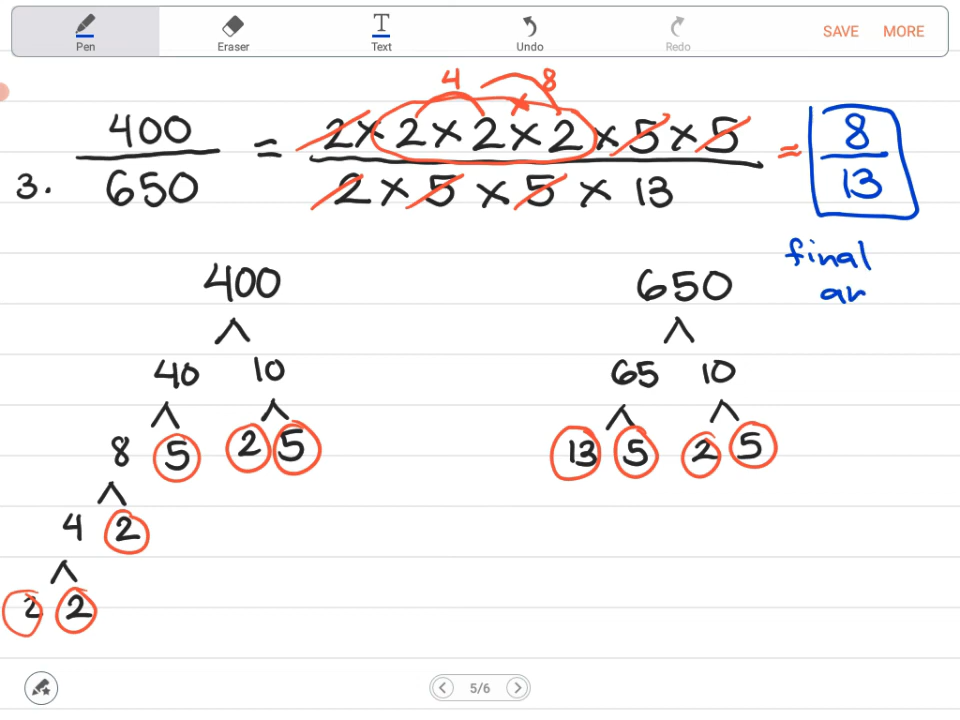 Pen Eraser Text Undo Redo SAVE MORE
T
4 8
×
400 2 × 2 × 2 × 2 × 5 × 5 8
3. = =
650 2 × 5 × 5 × 13 13
400 650 final
an
40 10 65 10
8 5 2 5 13 5 2 5
4 2
2 2
5/6